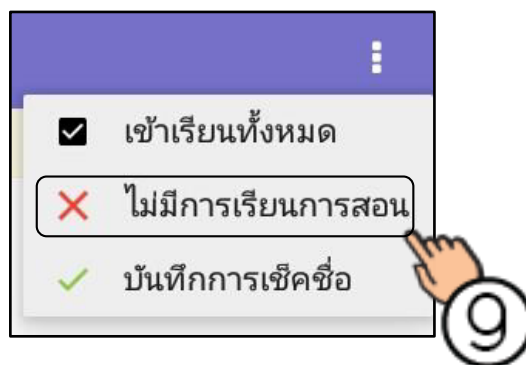 เข้าเรียนทั้งหมด
ไม่มีการเรียนการสอน
บันทึกการเช็คชื่อ
9